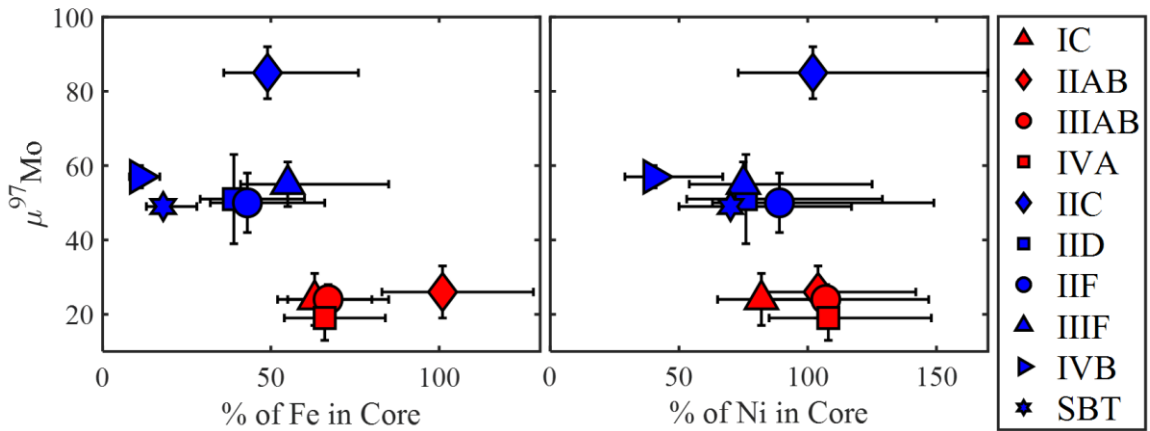 100
80
60
40
20
μ⁹⁷Mo
0
50
100
% of Fe in Core
0
50
100
150
% of Ni in Core
IC
IIAB
IIIAB
IVA
IIC
IID
IIF
IIIF
IVB
SBT